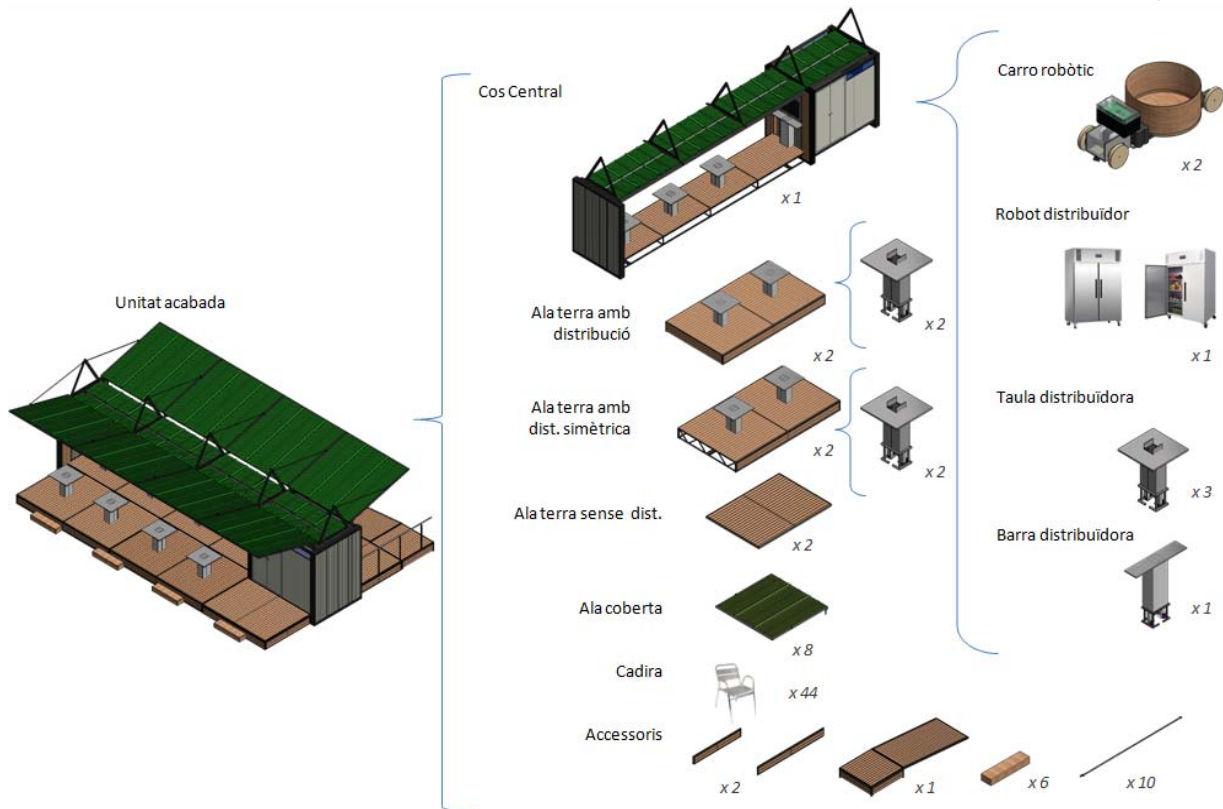 Unitat acabada
Cos Central
x 1
Ala terra amb
distribució
x 2
x 2
Ala terra amb
dist. simètrica
x 2
x 2
Ala terra sense dist.
x 2
Ala coberta
x 8
Cadira
x 44
Accessoris
x 2
x 1
x 6
x 10
Carro robòtic
x 2
Robot distribuïdor
x 1
Taula distribuïdora
x 3
Barra distribuïdora
x 1